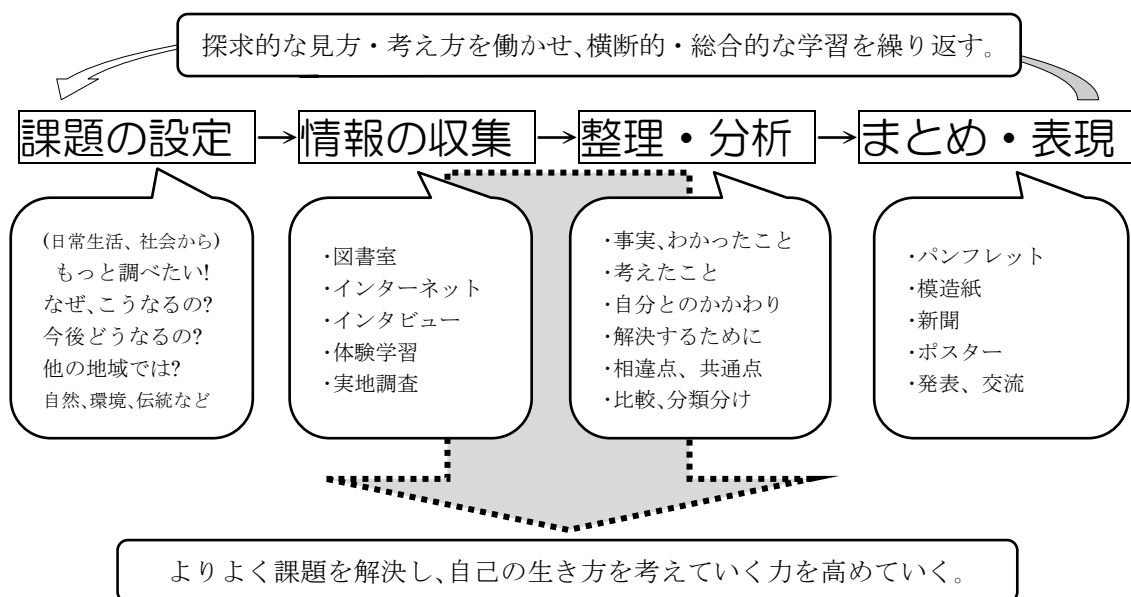 探求的な見方・考え方を働かせ、横断的・総合的な学習を繰り返す。
課題の設定→情報の収集→整理・分析→まとめ・表現
(日常生活、社会から)
もっと調べたい!
なぜ、こうなるの?
今後どうなるの?
他の地域では?
自然、環境、伝統など
・図書室
・インターネット
・インタビュー
・体験学習
・実地調査
・事実、わかったこと
・考えたこと
・自分とのかかわり
・解決するために
・相違点、共通点
・比較、分類分け
・パンフレット
・模造紙
・新聞
・ポスター
・発表、交流
よりよく課題を解決し、自己の生き方を考えていく力を高めていく。